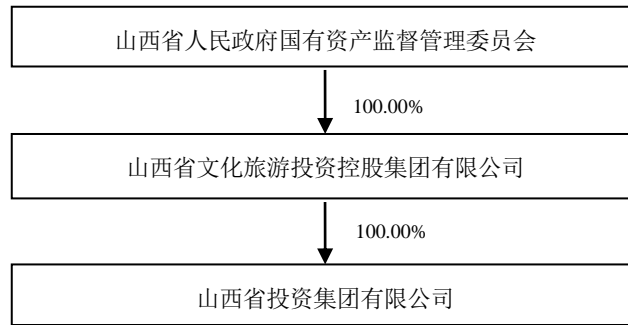 山西省人民政府国有资产监督管理委员会
100.00%
山西省文化旅游投资控股集团有限公司
100.00%
山西省投资集团有限公司